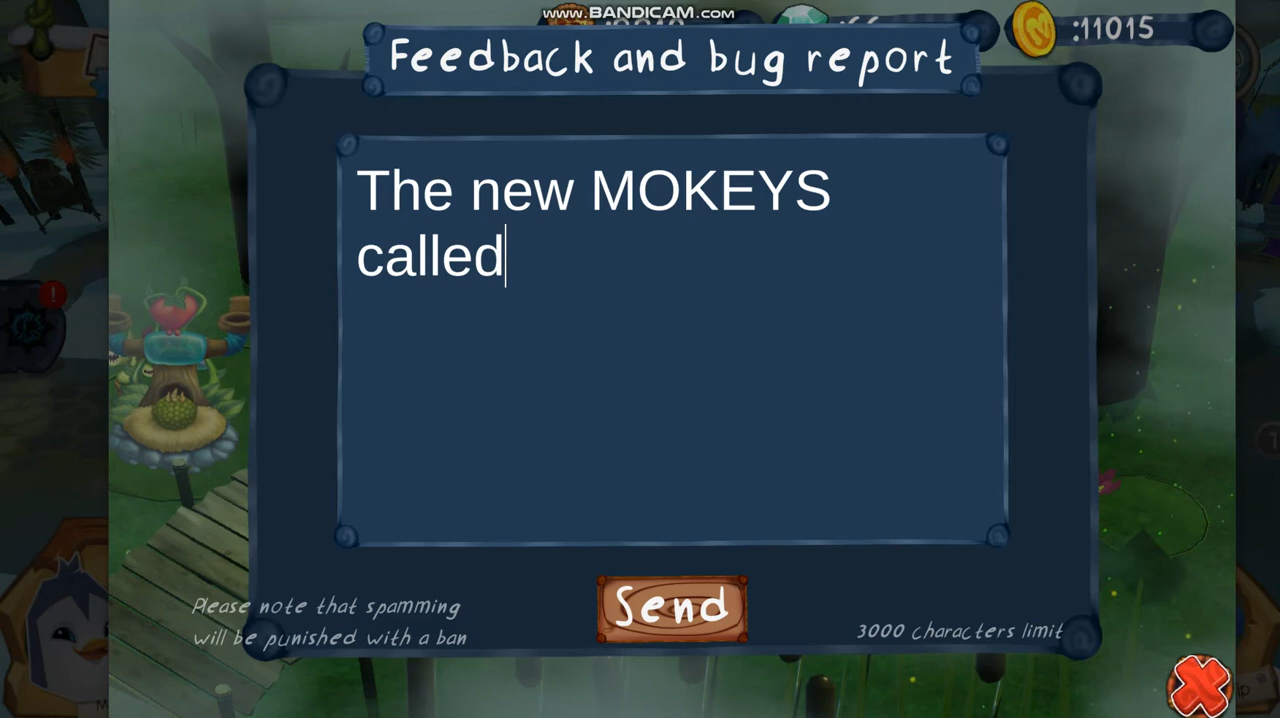 www.BANDICAM.com
:11015
Feedback and bug report
The new MOKEYS
called
Please note that spamming
will be punished with a ban
Send
3000 characters limit